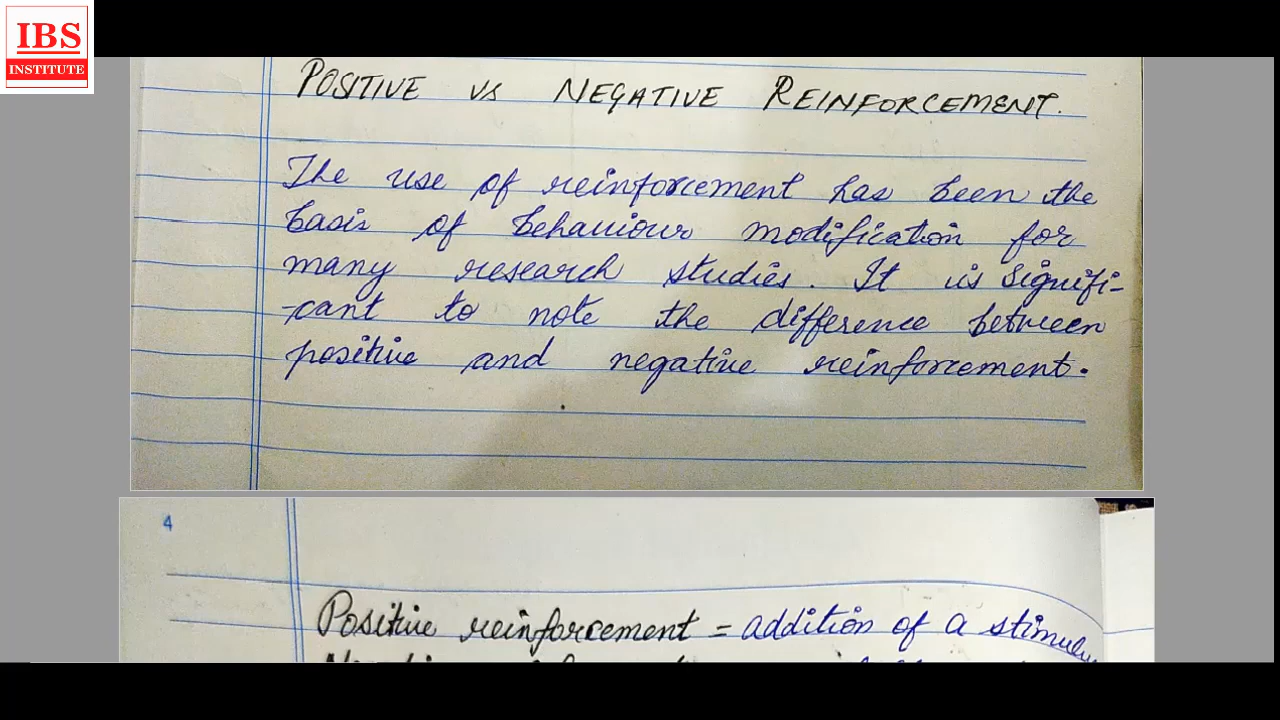 IBS
INSTITUTE
POSITIVE vs NEGATIVE REINFORCEMENT.
The use of reinforcement has been the
basis of behaviour modification for
many research studies. It is signifi-
-cant to note the difference between
positive and negative reinforcement.
4
Positive reinforcement = addition of a stimulus